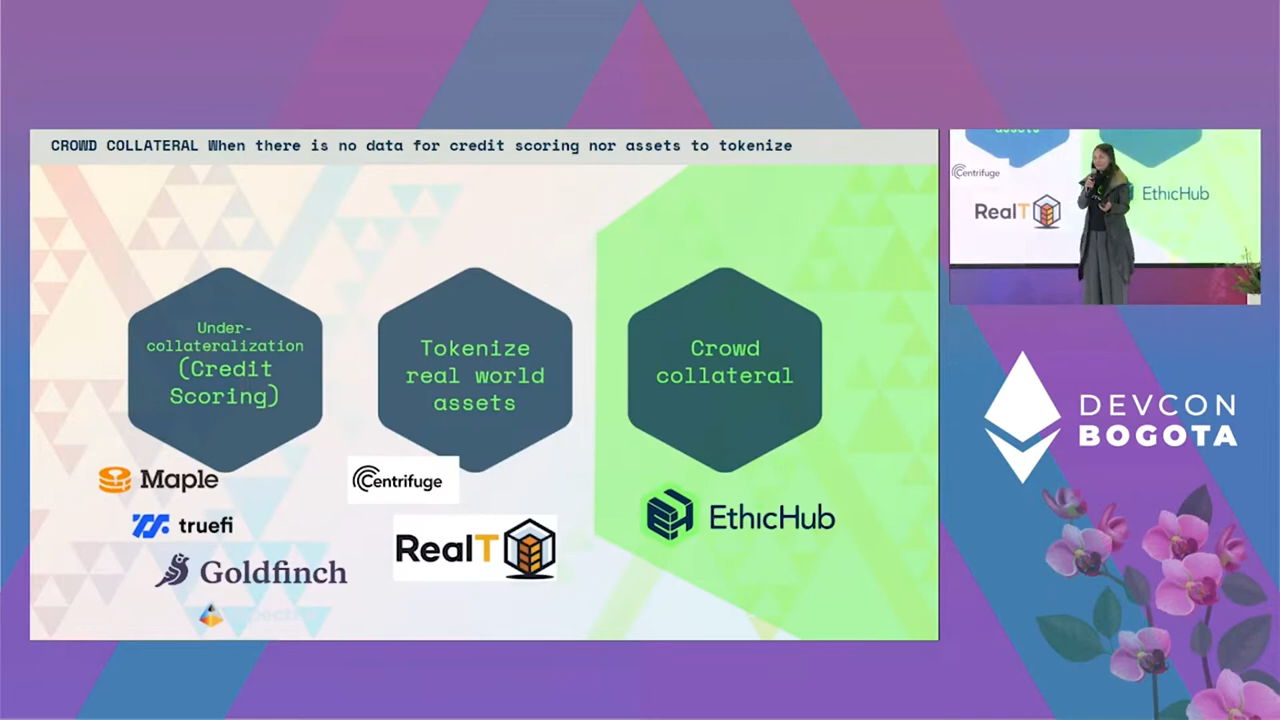 CROWD COLLATERAL When there is no data for credit scoring nor assets to tokenize
Under-
collateralization
(Credit
Scoring)
Tokenize
real world
assets
Crowd
collateral
Maple
truefi
Goldfinch
Centrifuge
RealT
EthicHub
assets
Centrifuge
RealT
EthicHub
DEVCON
BOGOTA